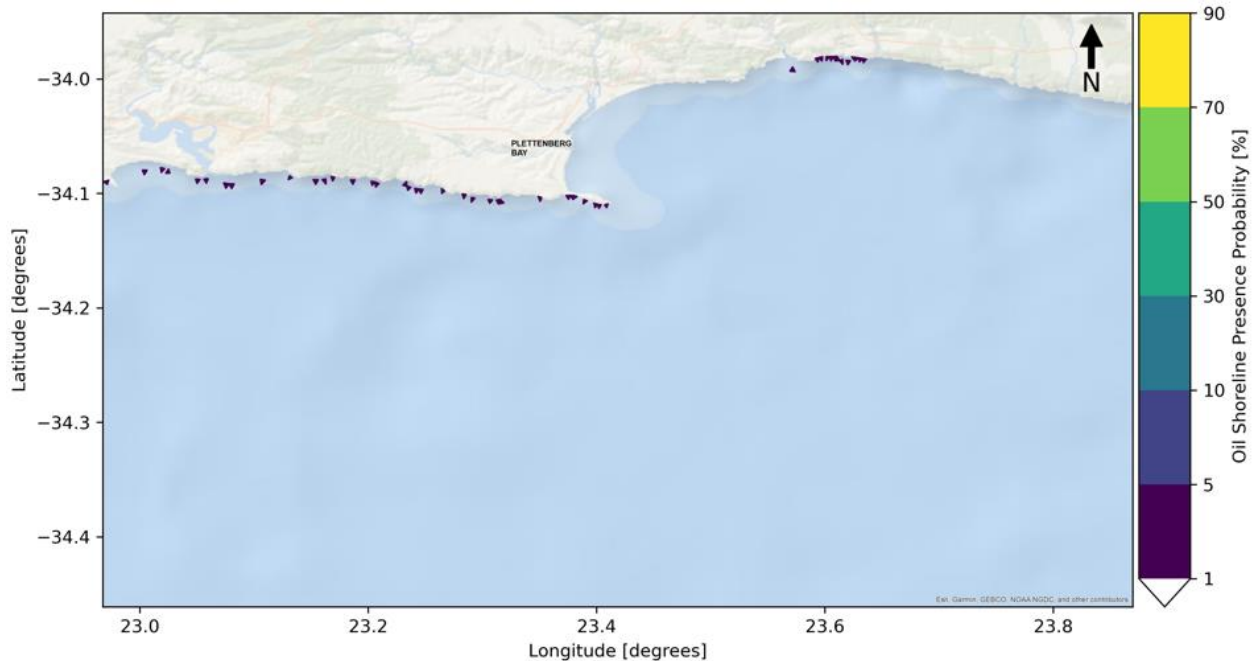 90
N
−34.0
70
PLETTENBERG
BAY
−34.1
50
−34.2
30
−34.3
10
−34.4
5
1
Esri, Garmin, GEBCO, NOAA NGDC, and other contributors
23.0 23.2 23.4 23.6 23.8
Longitude [degrees]
Latitude [degrees]
Oil Shoreline Presence Probability [%]